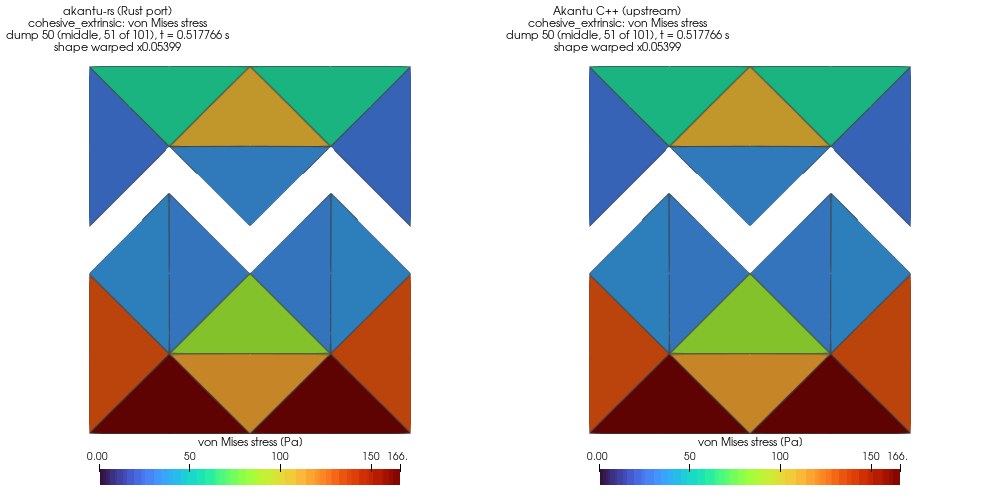 akantu-rs (Rust port)
cohesive_extrinsic: von Mises stress
dump 50 (middle, 51 of 101), t = 0.517766 s
shape warped x0.05399
Akantu C++ (upstream)
cohesive_extrinsic: von Mises stress
dump 50 (middle, 51 of 101), t = 0.517766 s
shape warped x0.05399
von Mises stress [Pa]
0.00 50 100 150 166.
von Mises stress [Pa]
0.00 50 100 150 166.